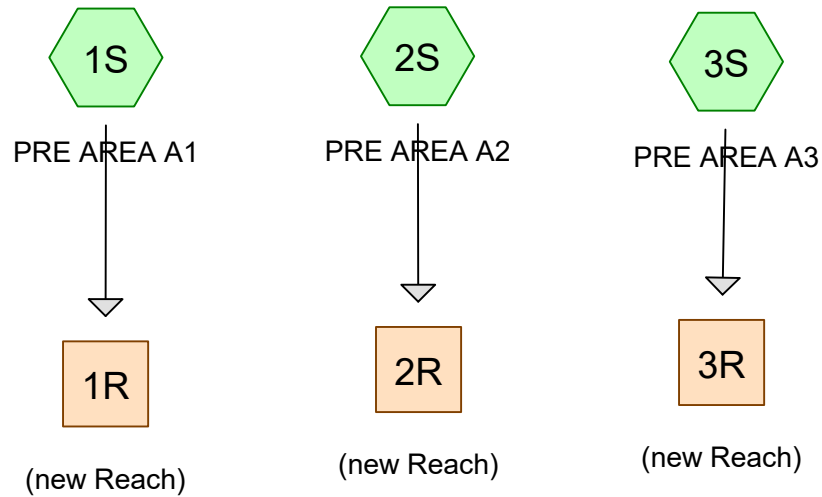 1S
2S
3S
PRE AREA A1
PRE AREA A2
PRE AREA A3
1R
2R
3R
(new Reach)
(new Reach)
(new Reach)